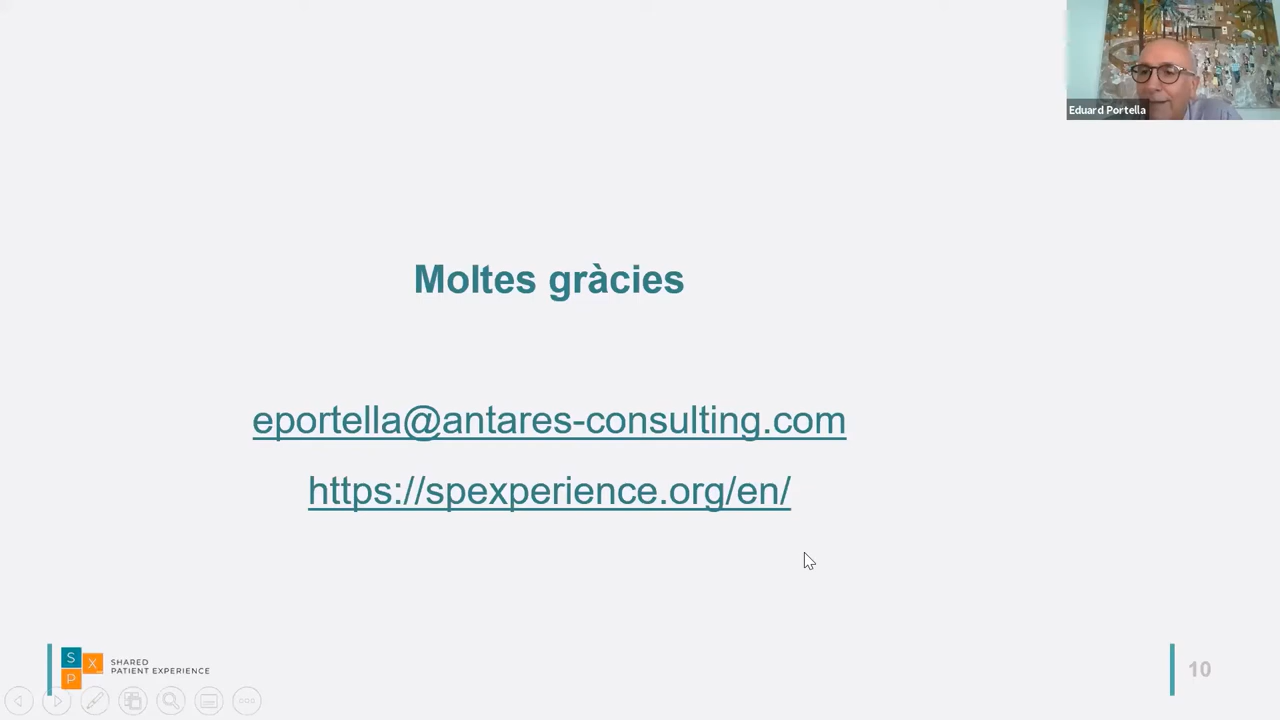 Eduard Portella
Moltes gràcies
eportella@antares-consulting.com
https://spexperience.org/en/
S
X
P
SHARED
PATIENT EXPERIENCE
10